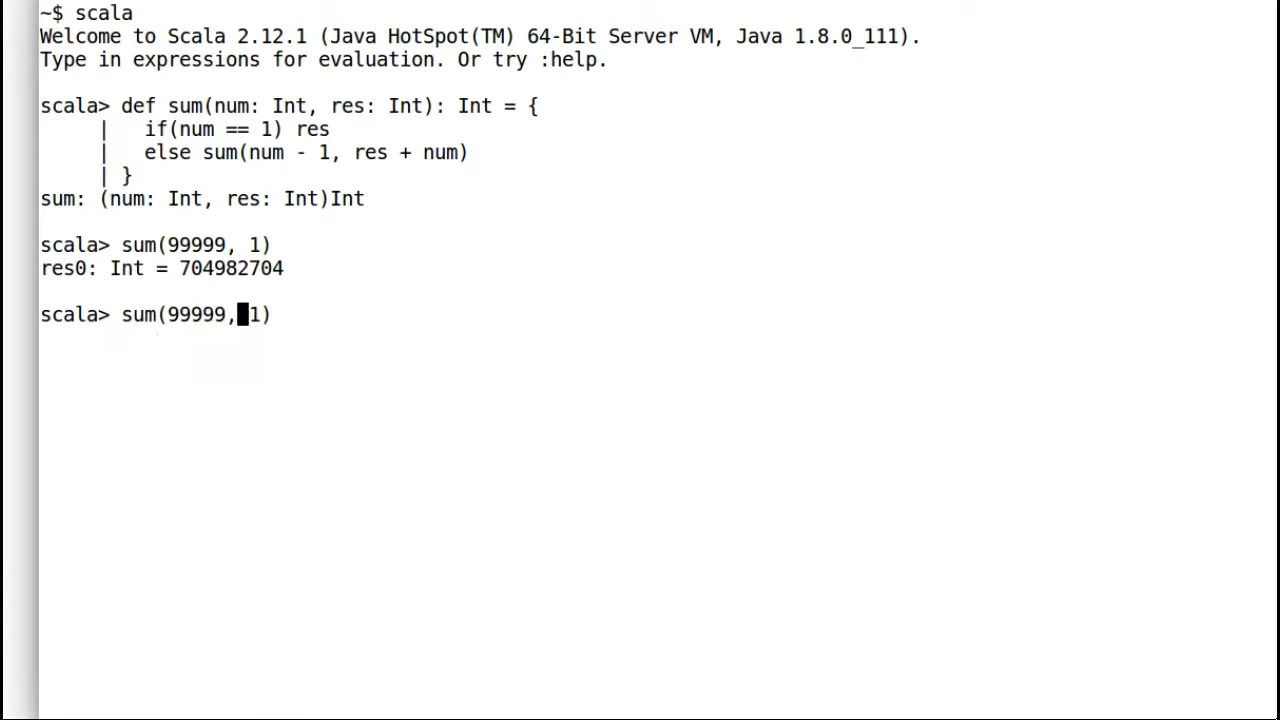 ~$ scala
Welcome to Scala 2.12.1 (Java HotSpot(TM) 64-Bit Server VM, Java 1.8.0_111).
Type in expressions for evaluation. Or try :help.
scala> def sum(num: Int, res: Int): Int = {
     |   if(num == 1) res
     |   else sum(num - 1, res + num)
     | }
sum: (num: Int, res: Int)Int
scala> sum(99999, 1)
res0: Int = 704982704
scala> sum(99999, 1)